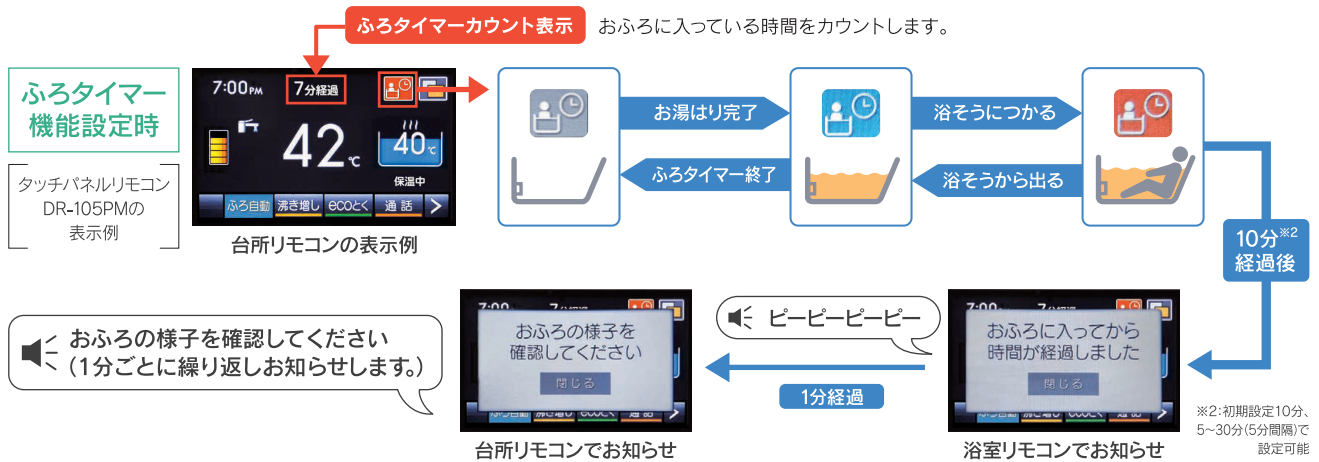 ふろタイマーカウント表示
おふろに入っている時間をカウントします。
ふろタイマー
機能設定時
タッチパネルリモコン
DR-105PMの
表示例
7:00PM
7分経過
42℃
40℃
保温中
ふろ自動 沸き増し ecoとく 通話 >
台所リモコンの表示例
お湯はり完了
ふろタイマー終了
浴そうにつかる
浴そうから出る
10分※2
経過後
おふろに入ってから
時間が経過しました
閉じる
浴室リモコンでお知らせ
※2:初期設定10分、
5~30分(5分間隔)で
設定可能
ピーピーピーピー
1分経過
おふろの様子を
確認してください
閉じる
台所リモコンでお知らせ
おふろの様子を確認してください
(1分ごとに繰り返しお知らせします。)